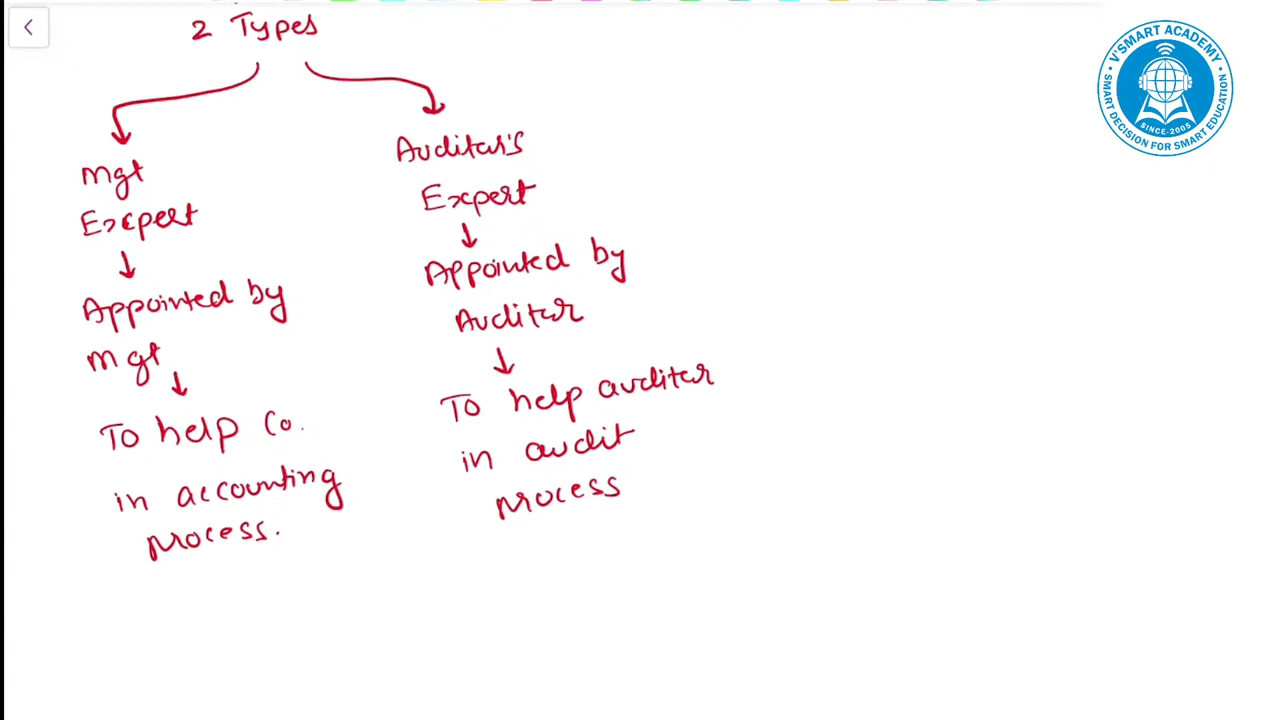 2 Types
Mgt
Expert
Appointed by
Mgt
To help Co.
in accounting
process.
Auditor's
Expert
Appointed by
Auditor
To help auditor
in audit
process
V'SMART ACADEMY
SINCE-2005
SMART DECISION FOR SMART EDUCATION